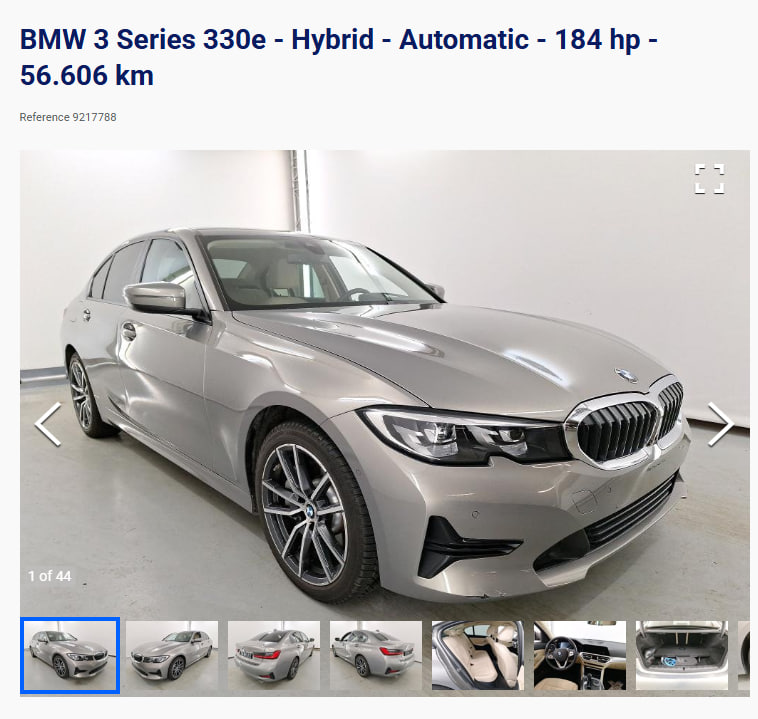 BMW 3 Series 330e - Hybrid - Automatic - 184 hp -
56.606 km
Reference 9217788
1 of 44